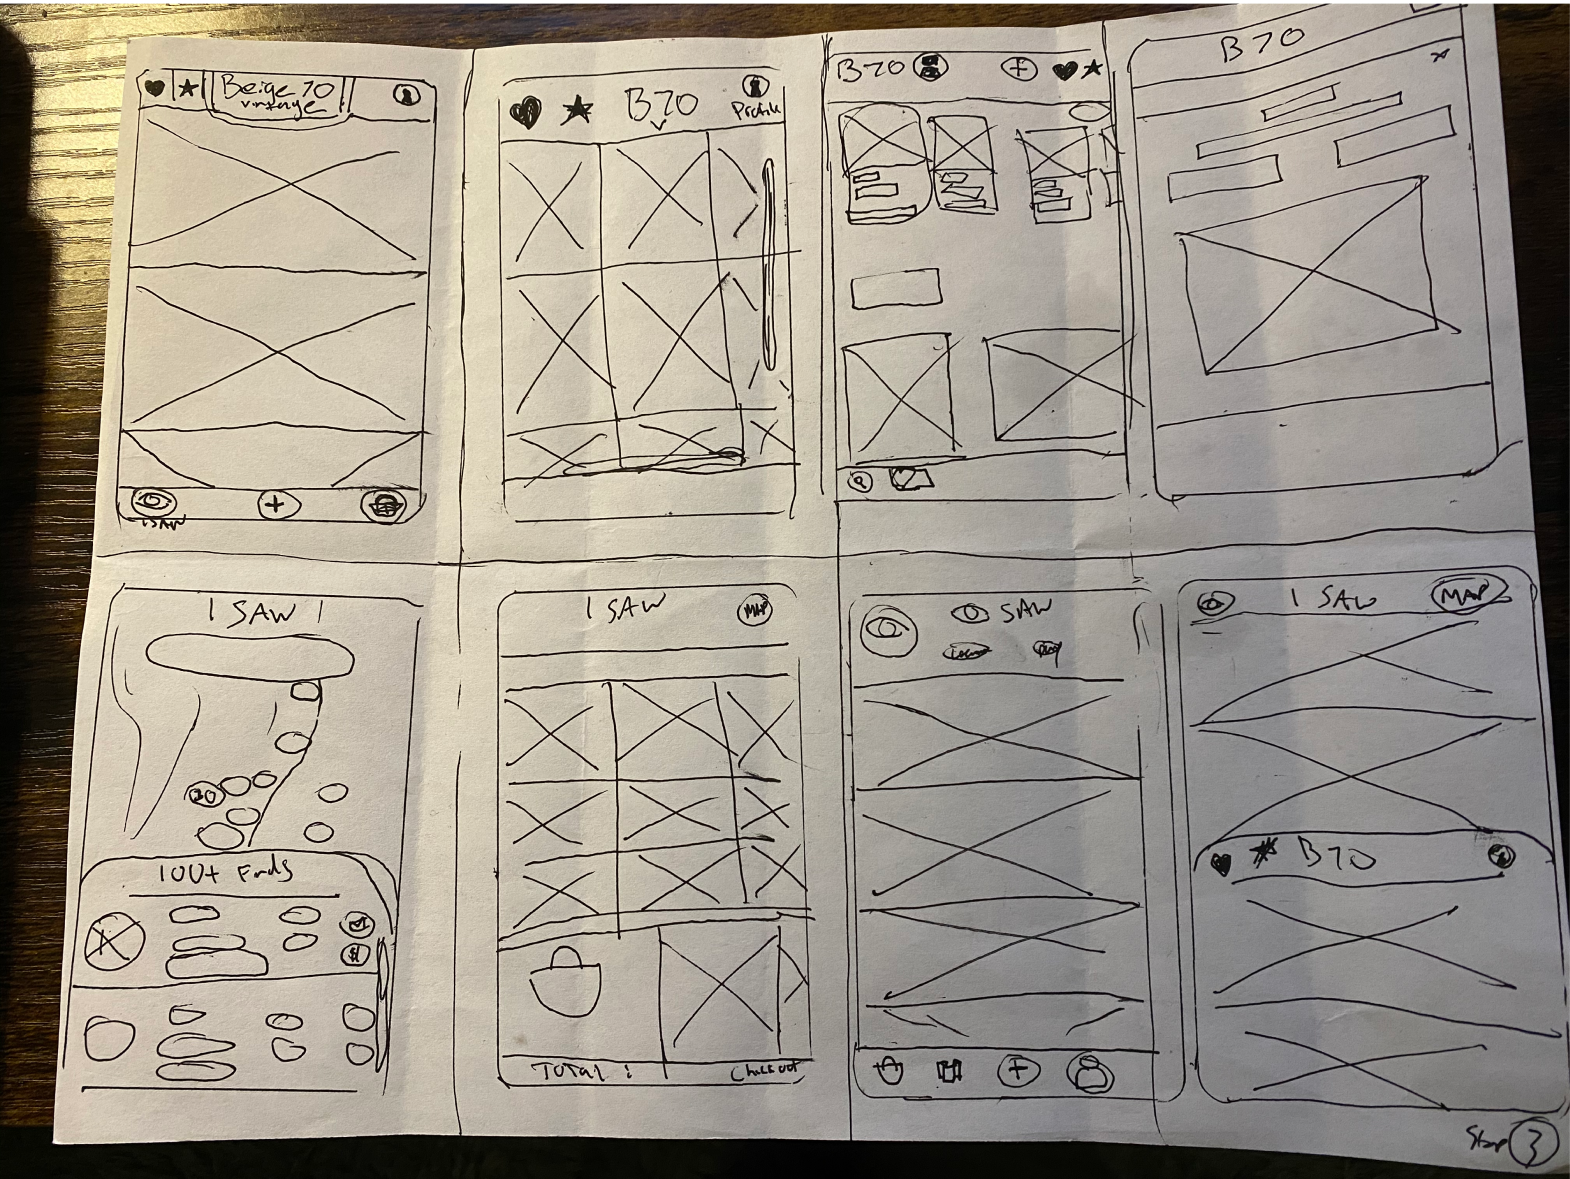 Beige 70
vintage
I SAW
B70
Profile
B70
B70
I SAW
20
100+ Finds
$
I SAW
MAP
TOTAL :
Checkout
SAW
I SAW
MAP
B70
Step 3